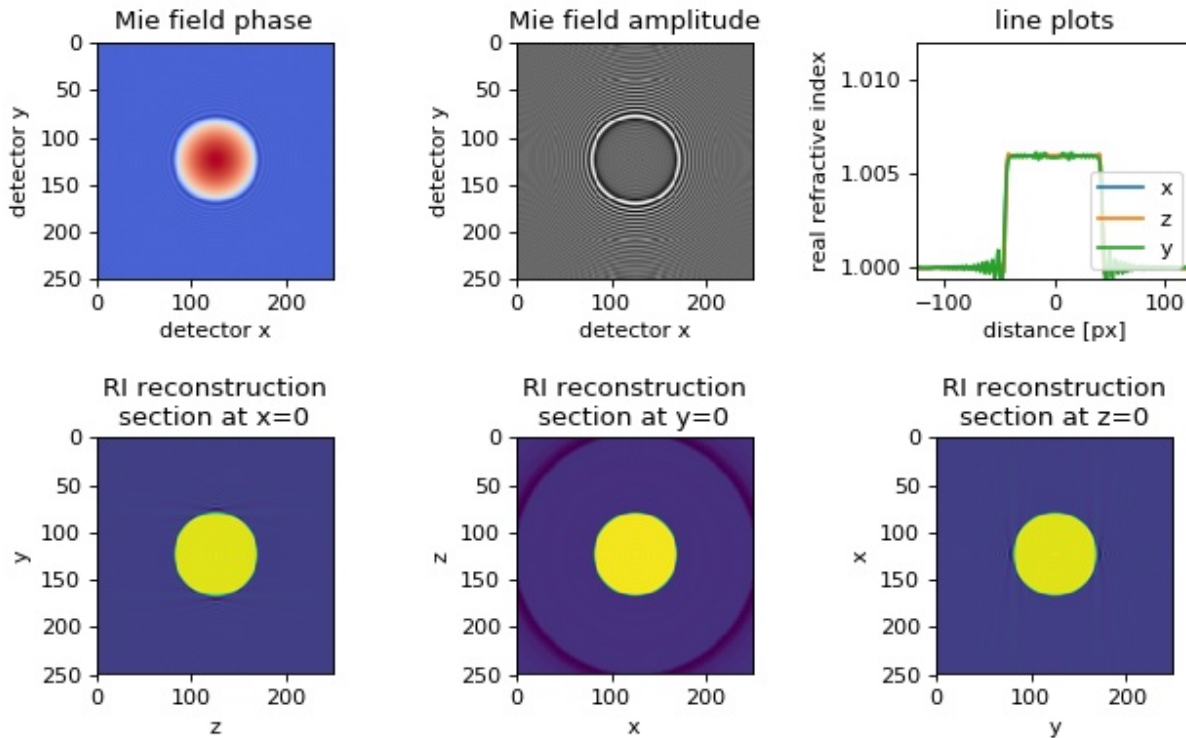 Mie field phase
0
50
100
150
200
250
detector y
0
100
200
detector x
Mie field amplitude
0
50
100
150
200
250
detector y
0
100
200
detector x
line plots
1.010
1.005
1.000
real refractive index
x
z
y
−100
0
100
distance [px]
RI reconstruction
section at x=0
0
50
100
150
200
250
y
0
100
200
z
RI reconstruction
section at y=0
0
50
100
150
200
250
z
0
100
200
x
RI reconstruction
section at z=0
0
50
100
150
200
250
x
0
100
200
y